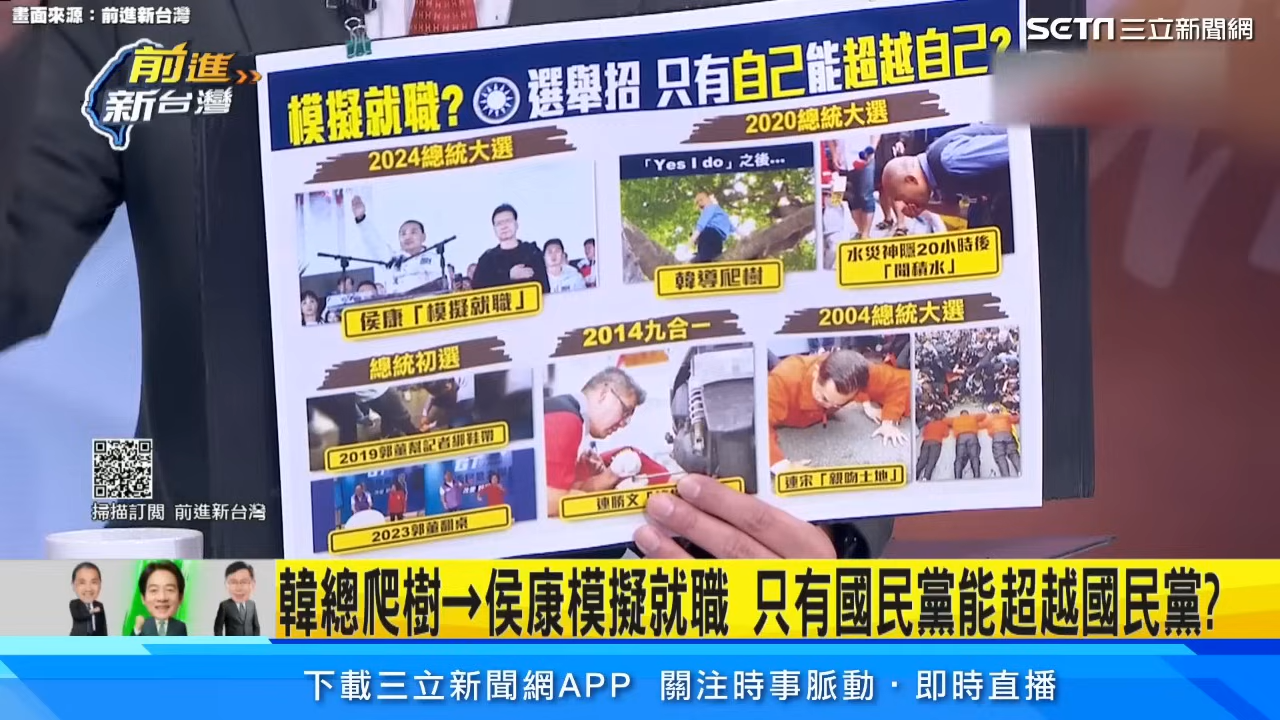 畫面來源：前進新台灣
SETN三立新聞網
前進
新台灣
模擬就職? 選舉招 只有自己能超越自己?
2024總統大選
侯康「模擬就職」
2020總統大選
「Yes I do」之後...
韓導爬樹
水災神隱20小時後
「聞積水」
總統初選
2019郭董幫記者綁鞋帶
2023郭董翻桌
2014九合一
連勝文
2004總統大選
連宋「親吻土地」
掃描訂閱 前進新台灣
韓總爬樹→侯康模擬就職 只有國民黨能超越國民黨?
下載三立新聞網APP 關注時事脈動・即時直播